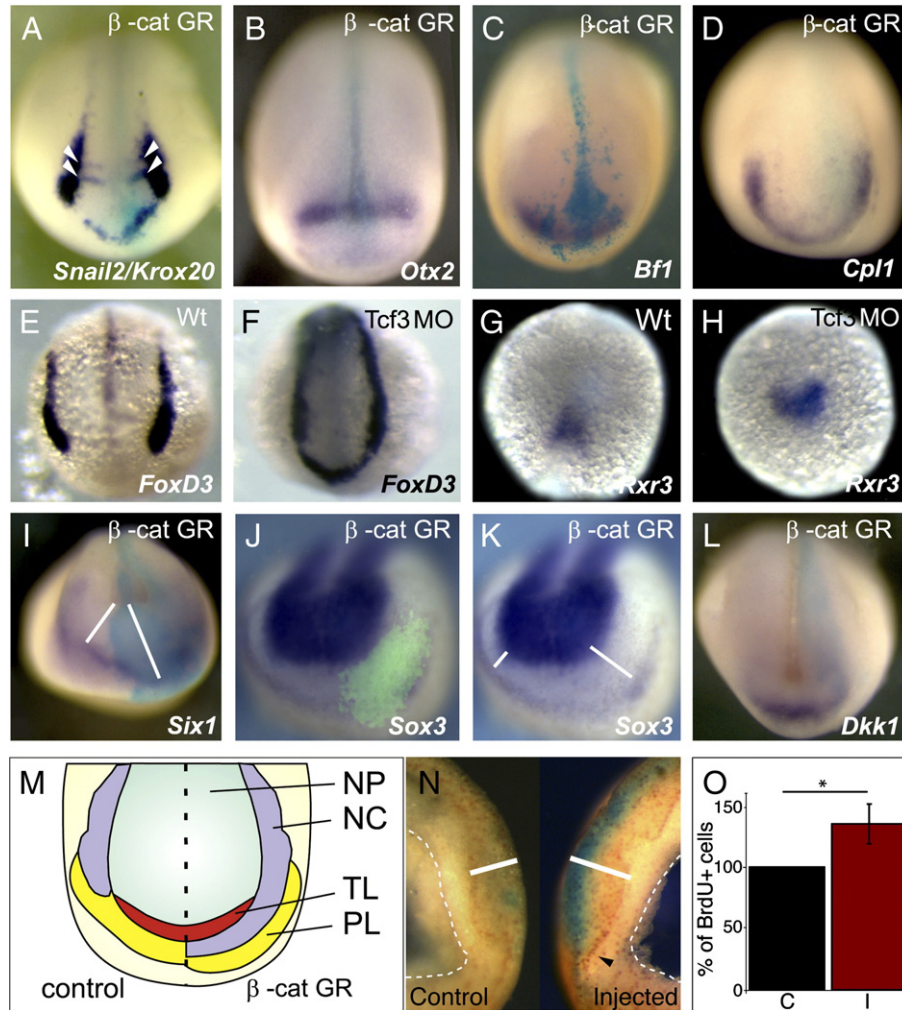 A
β -cat GR
Snail2/Krox20
B
β -cat GR
Otx2
C
β-cat GR
Bf1
D
β-cat GR
Cpl1
E
Wt
FoxD3
F
Tcf3 MO
FoxD3
G
Wt
Rxr3
H
Tcf3 MO
Rxr3
I
β -cat GR
Six1
J
β -cat GR
Sox3
K
β -cat GR
Sox3
L
β -cat GR
Dkk1
M
NP
NC
TL
PL
control
β -cat GR
N
Control
Injected
O
*
% of BrdU+ cells
150
100
50
0
C
I